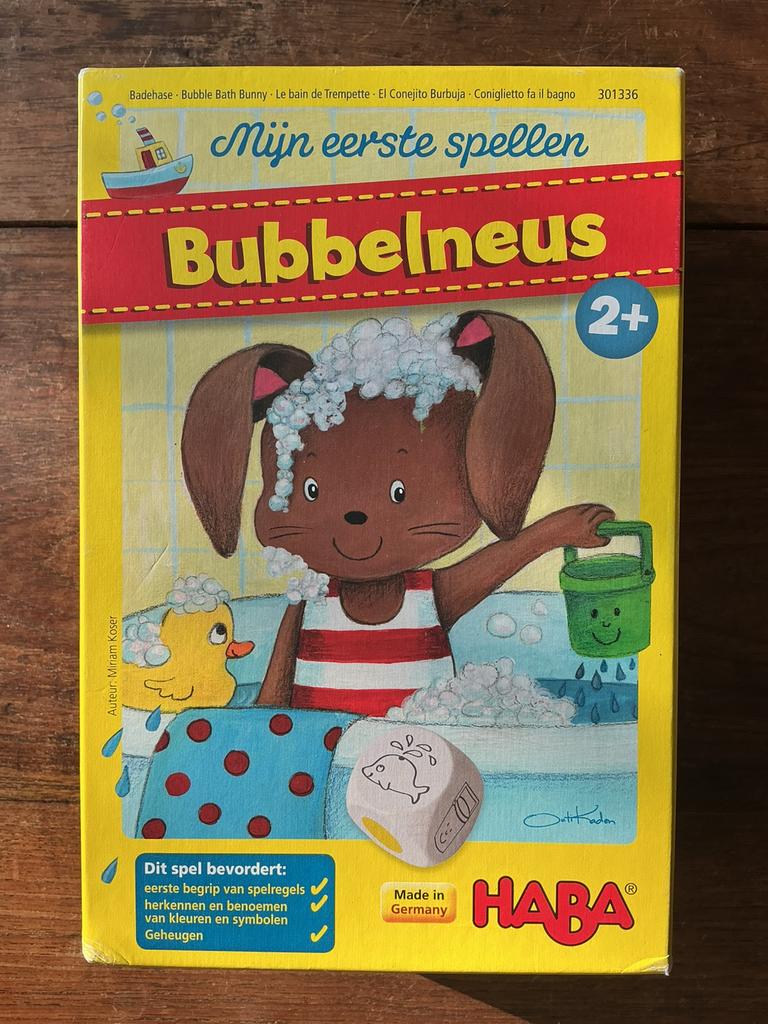 Badehase · Bubble Bath Bunny · Le bain de Trempette · El Conejito Burbuja · Coniglietto fa il bagno 301336
Mijn eerste spellen
Bubbelneus
2+
Auteur: Miriam Koser
OutiKaden
Dit spel bevordert:
eerste begrip van spelregels
herkennen en benoemen
van kleuren en symbolen
Geheugen
Made in
Germany
HABA®